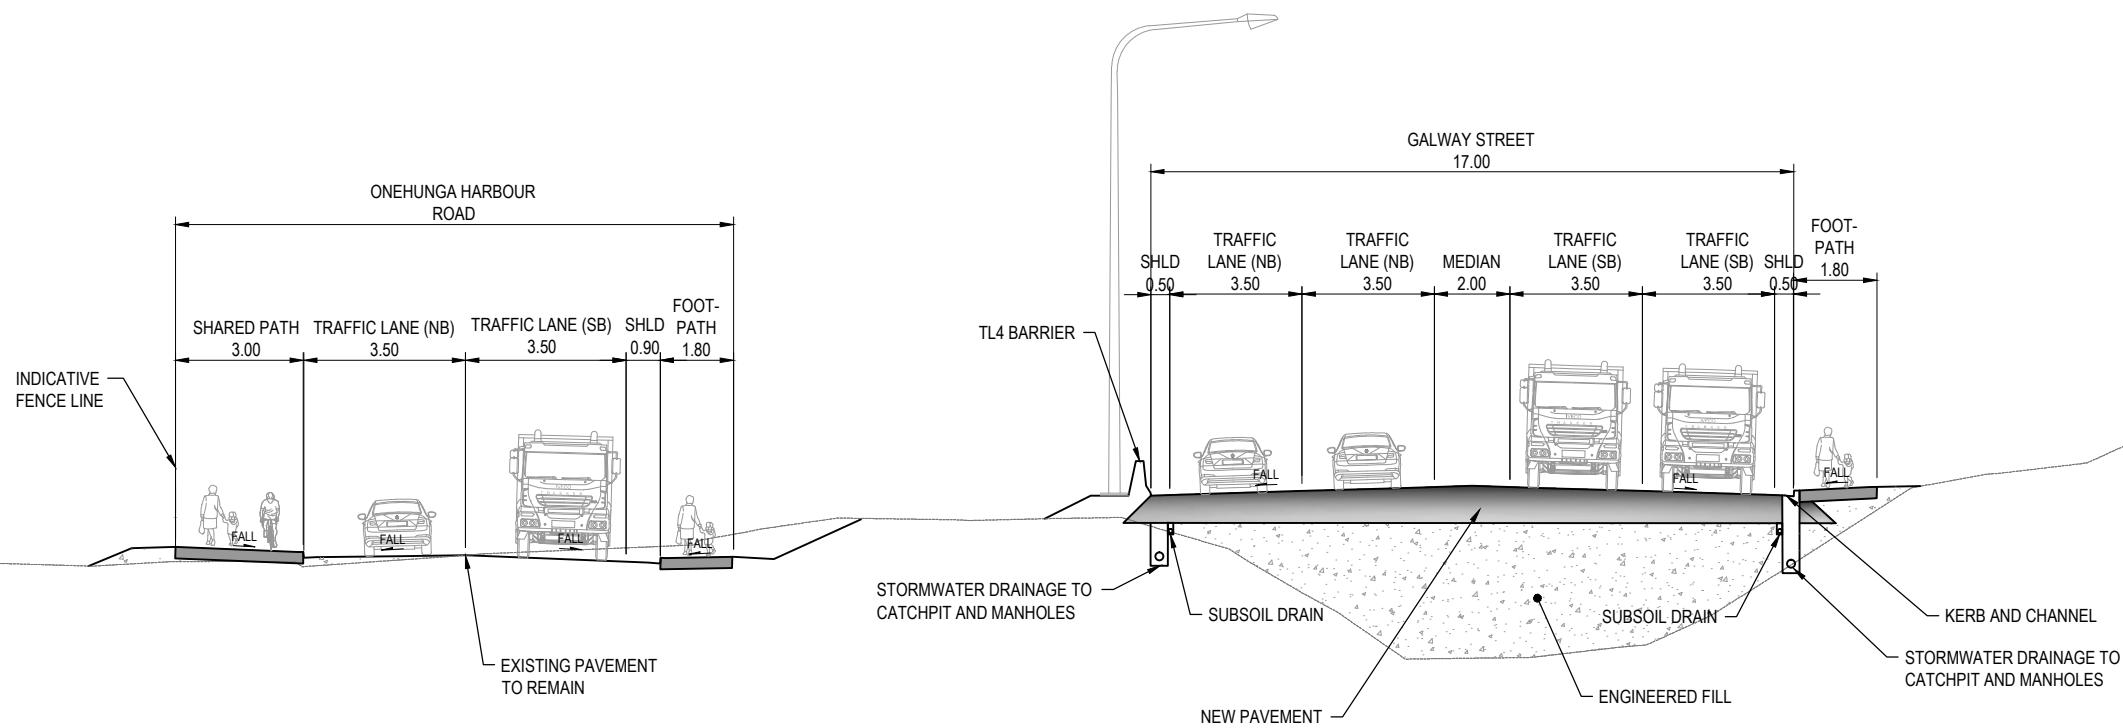 ONEHUNGA HARBOUR
ROAD
SHARED PATH
3.00
TRAFFIC LANE (NB)
3.50
TRAFFIC LANE (SB)
3.50
SHLD
0.90
FOOT-
PATH
1.80
INDICATIVE
FENCE LINE
FALL
FALL
FALL
FALL
EXISTING PAVEMENT
TO REMAIN
GALWAY STREET
17.00
SHLD
0.50
TRAFFIC
LANE (NB)
3.50
TRAFFIC
LANE (NB)
3.50
MEDIAN
2.00
TRAFFIC
LANE (SB)
3.50
TRAFFIC
LANE (SB)
3.50
SHLD
0.50
FOOT-
PATH
1.80
TL4 BARRIER
FALL
FALL
FALL
STORMWATER DRAINAGE TO
CATCHPIT AND MANHOLES
SUBSOIL DRAIN
SUBSOIL DRAIN
KERB AND CHANNEL
STORMWATER DRAINAGE TO
CATCHPIT AND MANHOLES
ENGINEERED FILL
NEW PAVEMENT